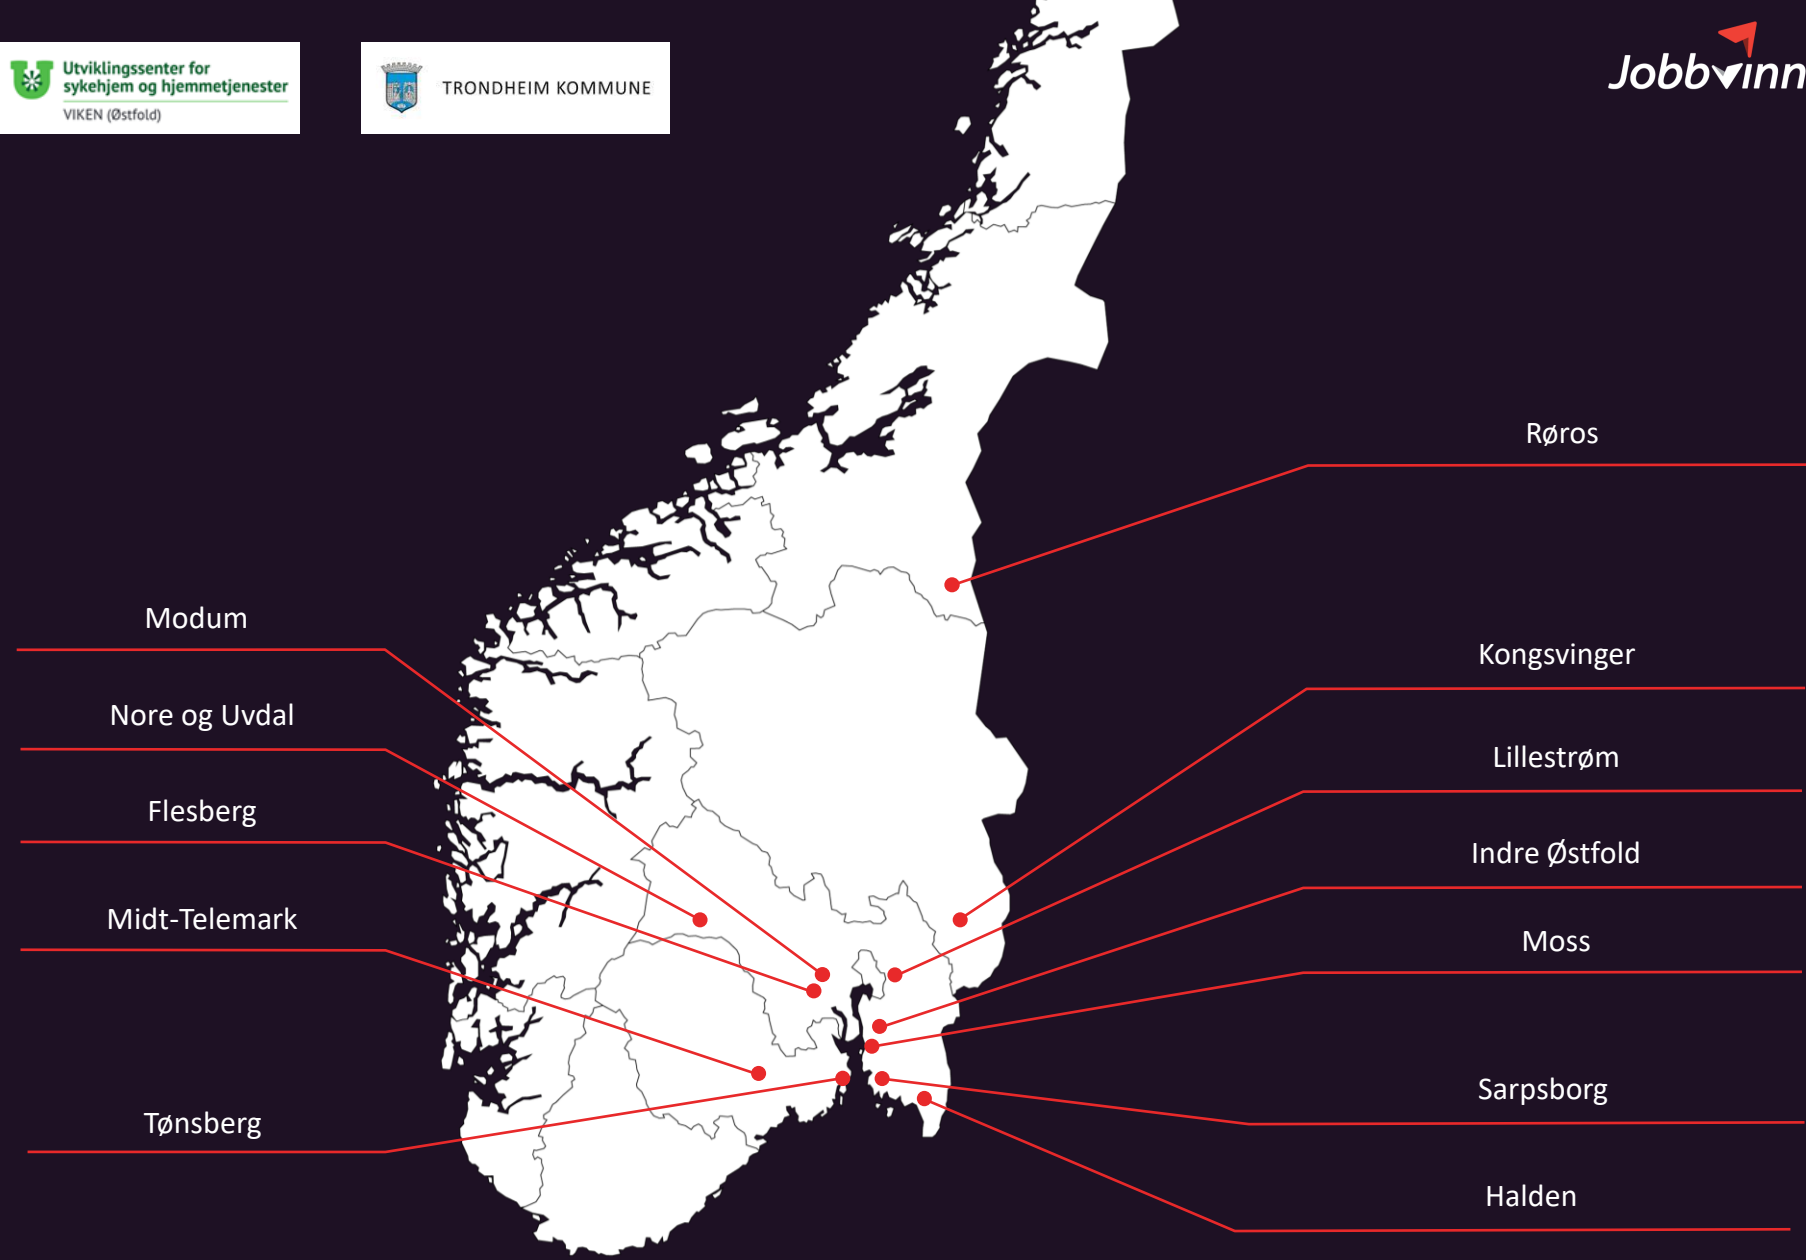 Utviklingssenter for
sykehjem og hjemmetjenester
VIKEN (Østfold)
TRONDHEIM KOMMUNE
Jobbvinn
Røros
Modum
Kongsvinger
Nore og Uvdal
Lillestrøm
Flesberg
Indre Østfold
Midt-Telemark
Moss
Sarpsborg
Tønsberg
Halden